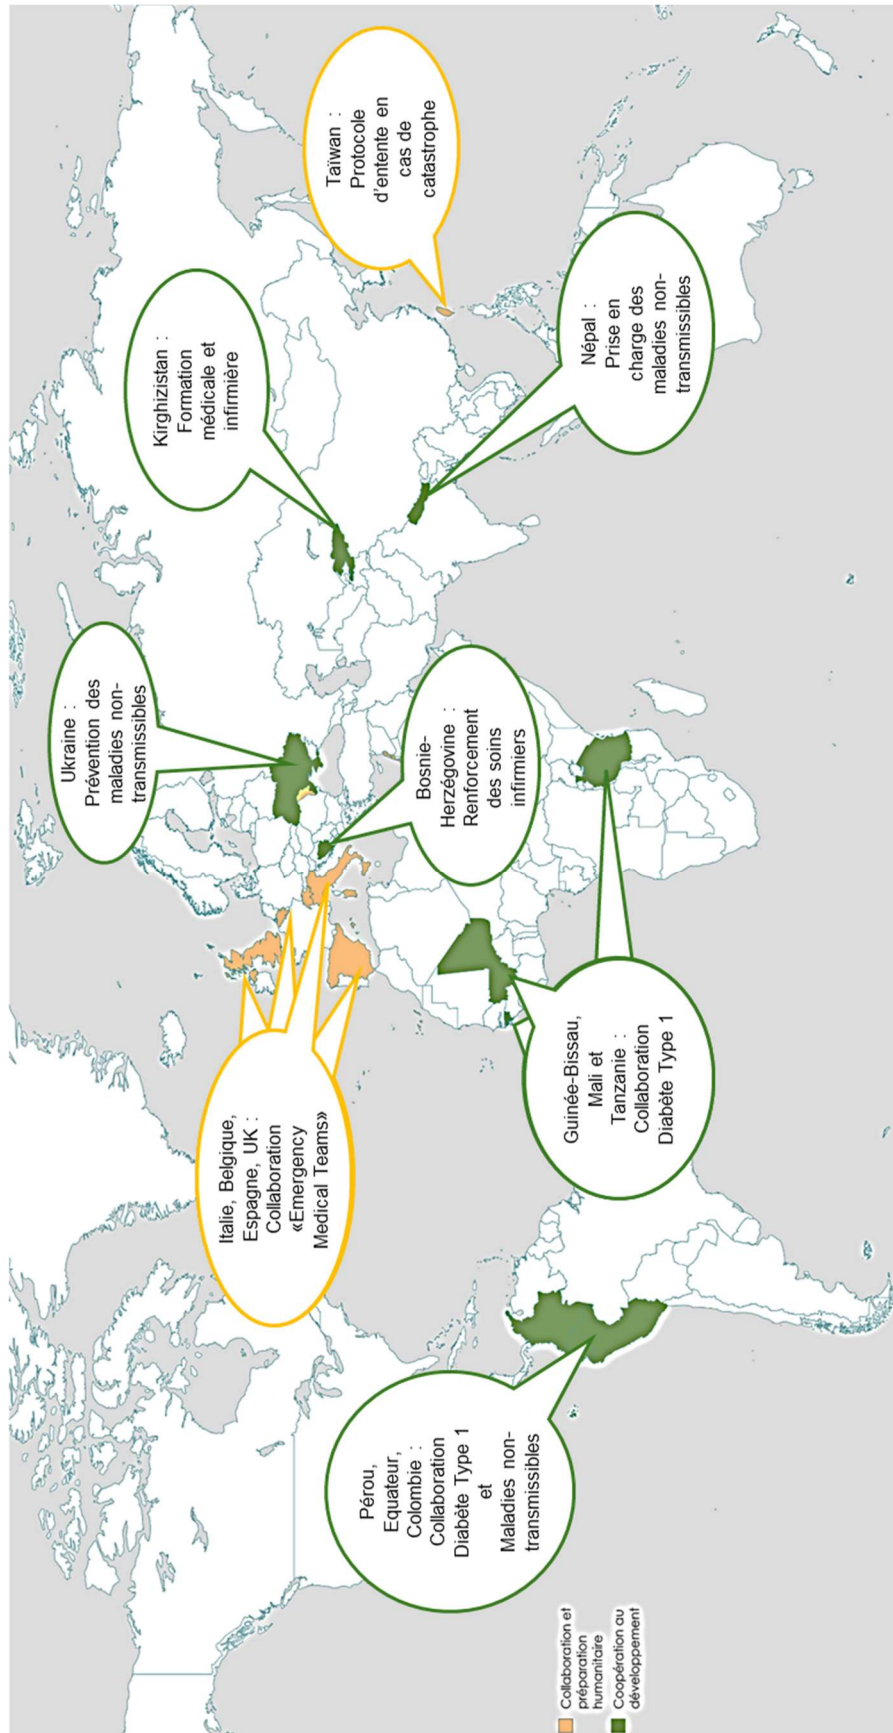 Ukraine :
Prévention des
maladies non-
transmissibles
Kirghizistan :
Formation
médicale et
infirmière
Taïwan :
Protocole
d'entente en
cas de
catastrophe
Italie, Belgique,
Espagne, UK :
Collaboration
«Emergency
Medical Teams»
Pérou,
Equateur,
Colombie :
Collaboration
Diabète Type 1
et
Maladies non-
transmissibles
Bosnie-
Herzégovine :
Renforcement
des soins
infirmiers
Népal :
Prise en
charge des
maladies non-
transmissibles
Guinée-Bissau,
Mali et
Tanzanie :
Collaboration
Diabète Type 1
Collaboration et
préparation
humanitaire
Coopération au
développement